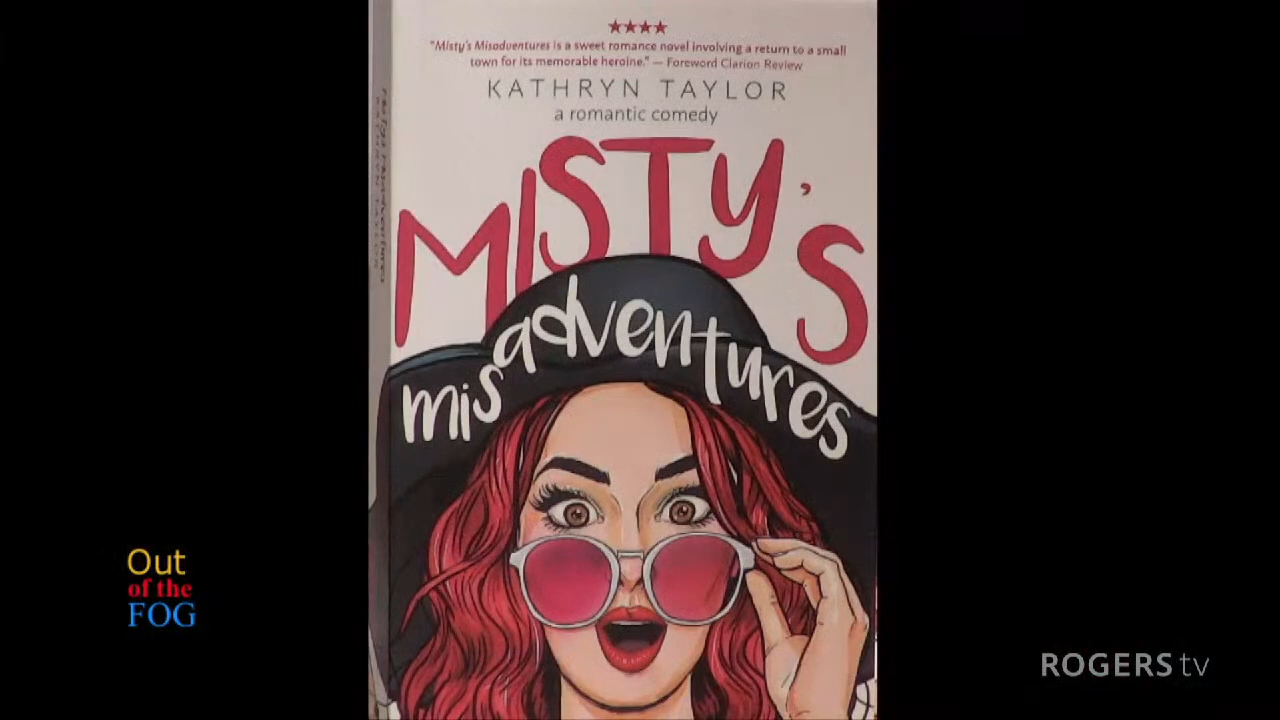 ★★★★
"Misty's Misadventures is a sweet romance novel involving a return to a small
town for its memorable heroine." — Foreword Clarion Review
KATHRYN TAYLOR
a romantic comedy
MISTY'S
misadventures
Out
of the
FOG
ROGERS tv